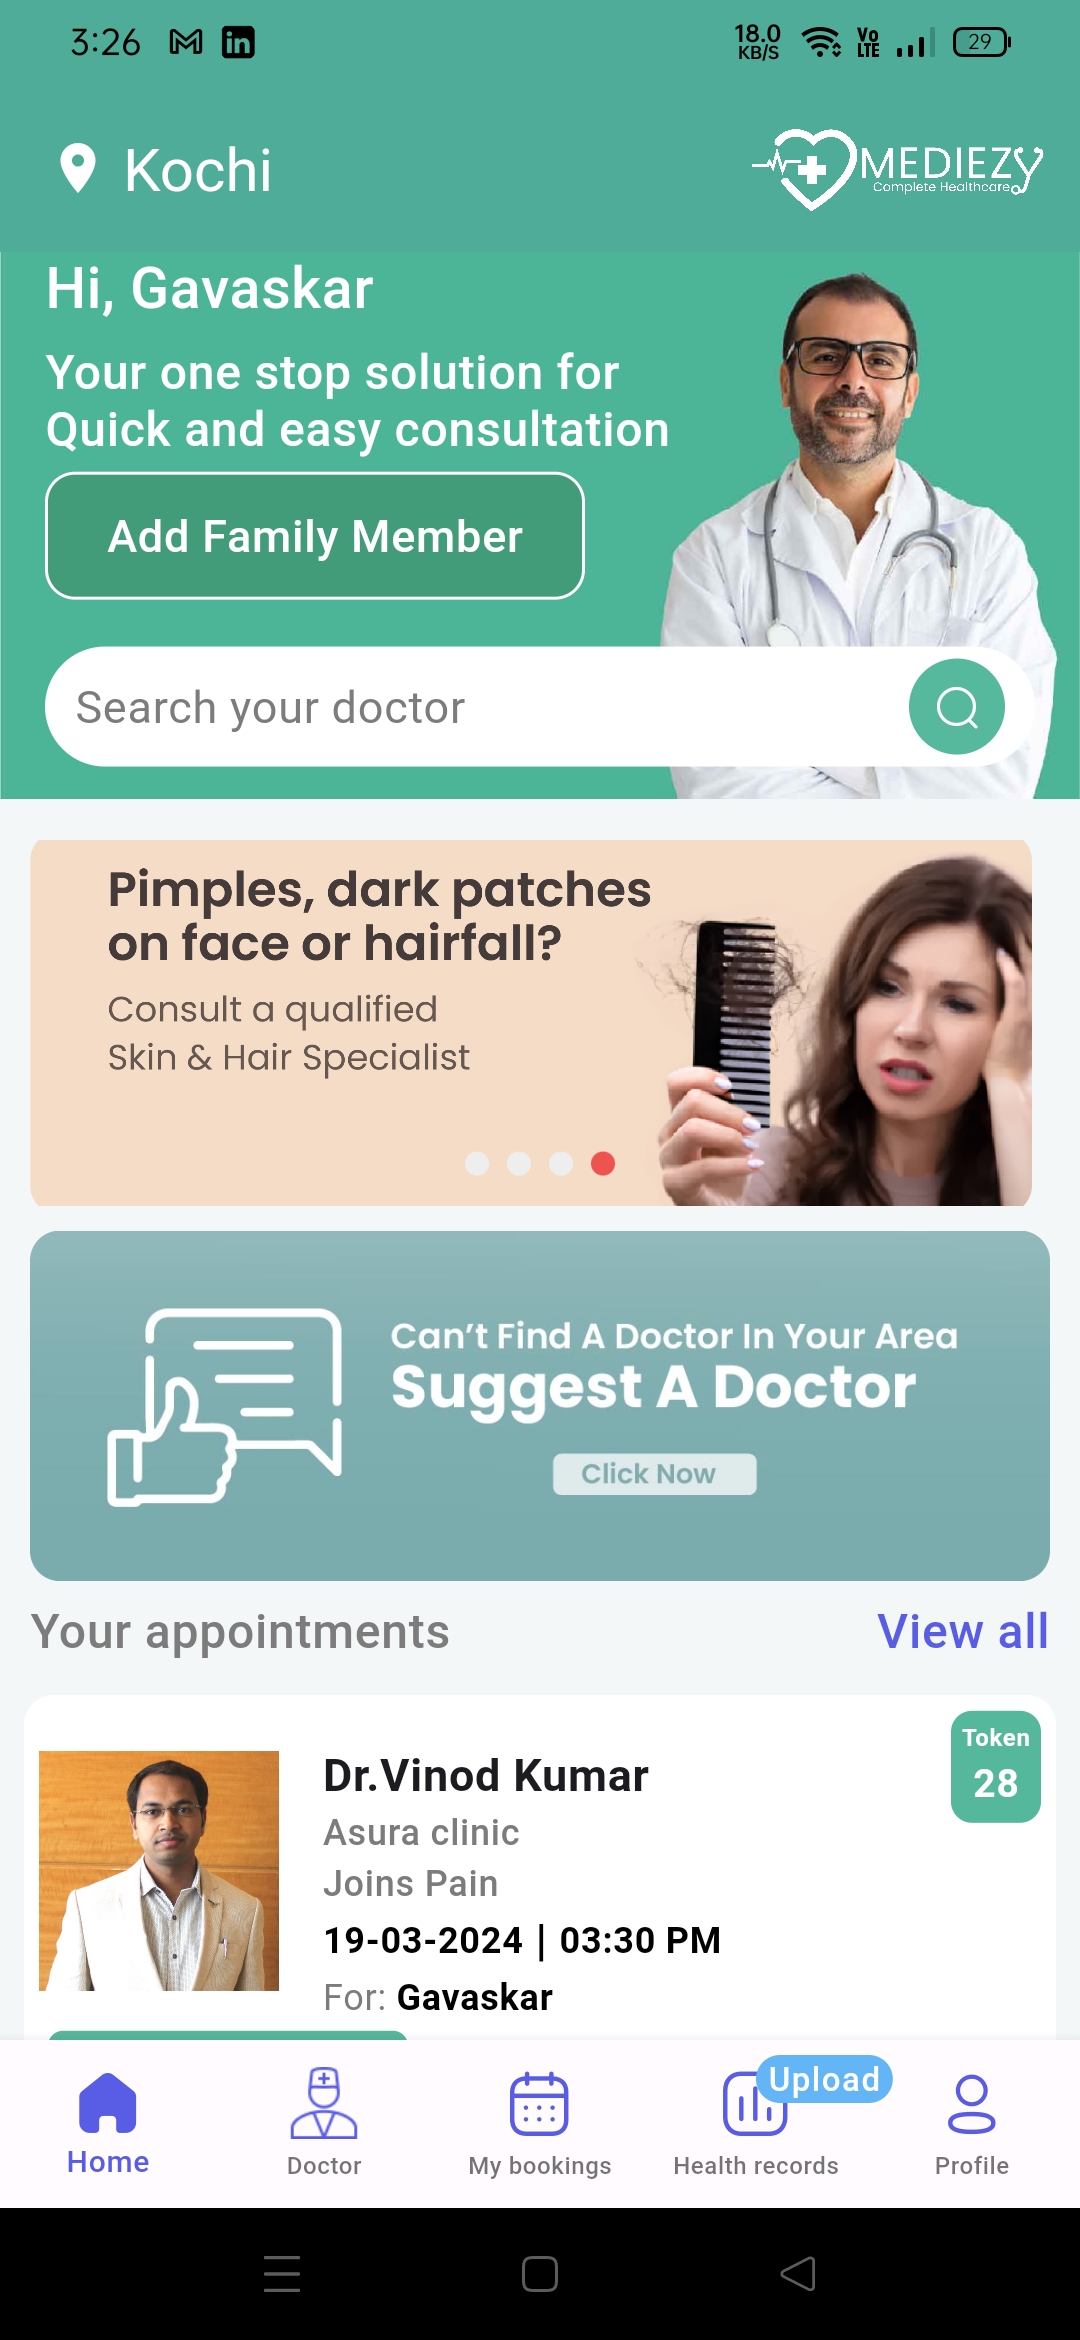 3:26
18.0
KB/S
Vo
LTE
29
Kochi
MEDIEZY
Complete Healthcare
Hi, Gavaskar
Your one stop solution for
Quick and easy consultation
Add Family Member
Search your doctor
Pimples, dark patches
on face or hairfall?
Consult a qualified
Skin & Hair Specialist
Can't Find A Doctor In Your Area
Suggest A Doctor
Click Now
Your appointments
View all
Token
28
Dr.Vinod Kumar
Asura clinic
Joins Pain
19-03-2024 | 03:30 PM
For: Gavaskar
Upload
Home
Doctor
My bookings
Health records
Profile